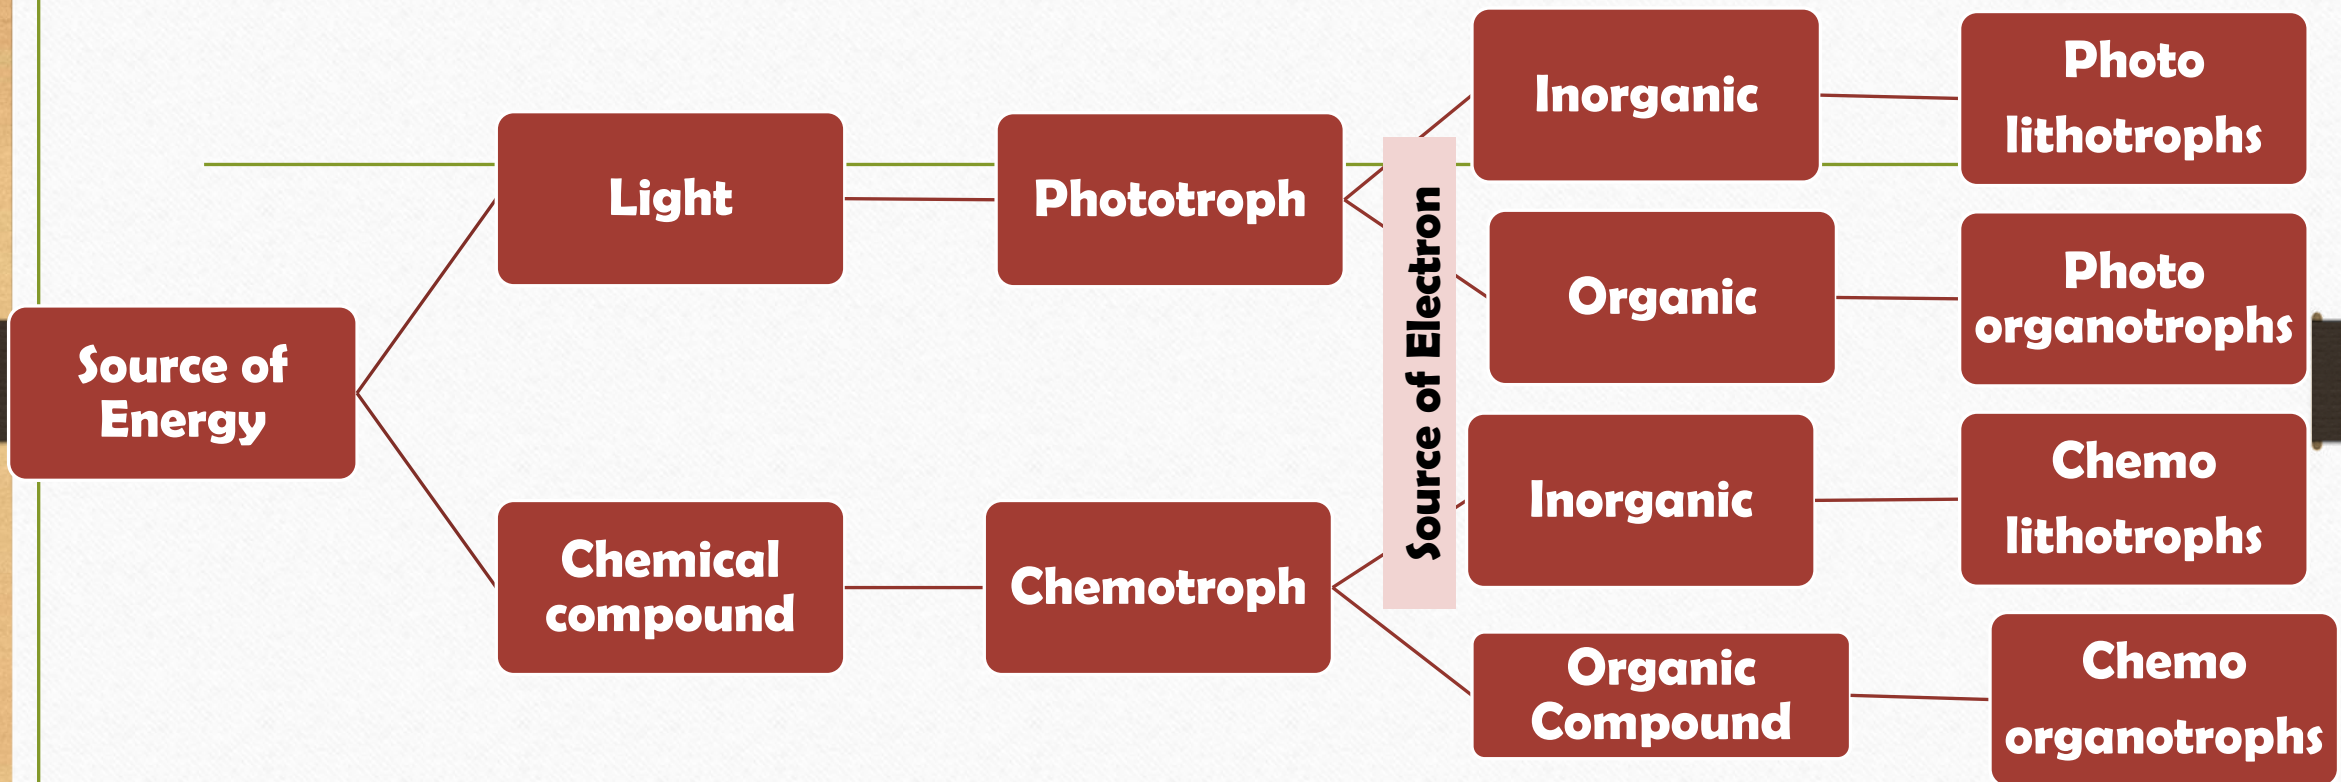 Source of
Energy
Light
Phototroph
Source of Electron
Inorganic
Photo
lithotrophs
Organic
Photo
organotrophs
Chemical
compound
Chemotroph
Inorganic
Chemo
lithotrophs
Organic
Compound
Chemo
organotrophs